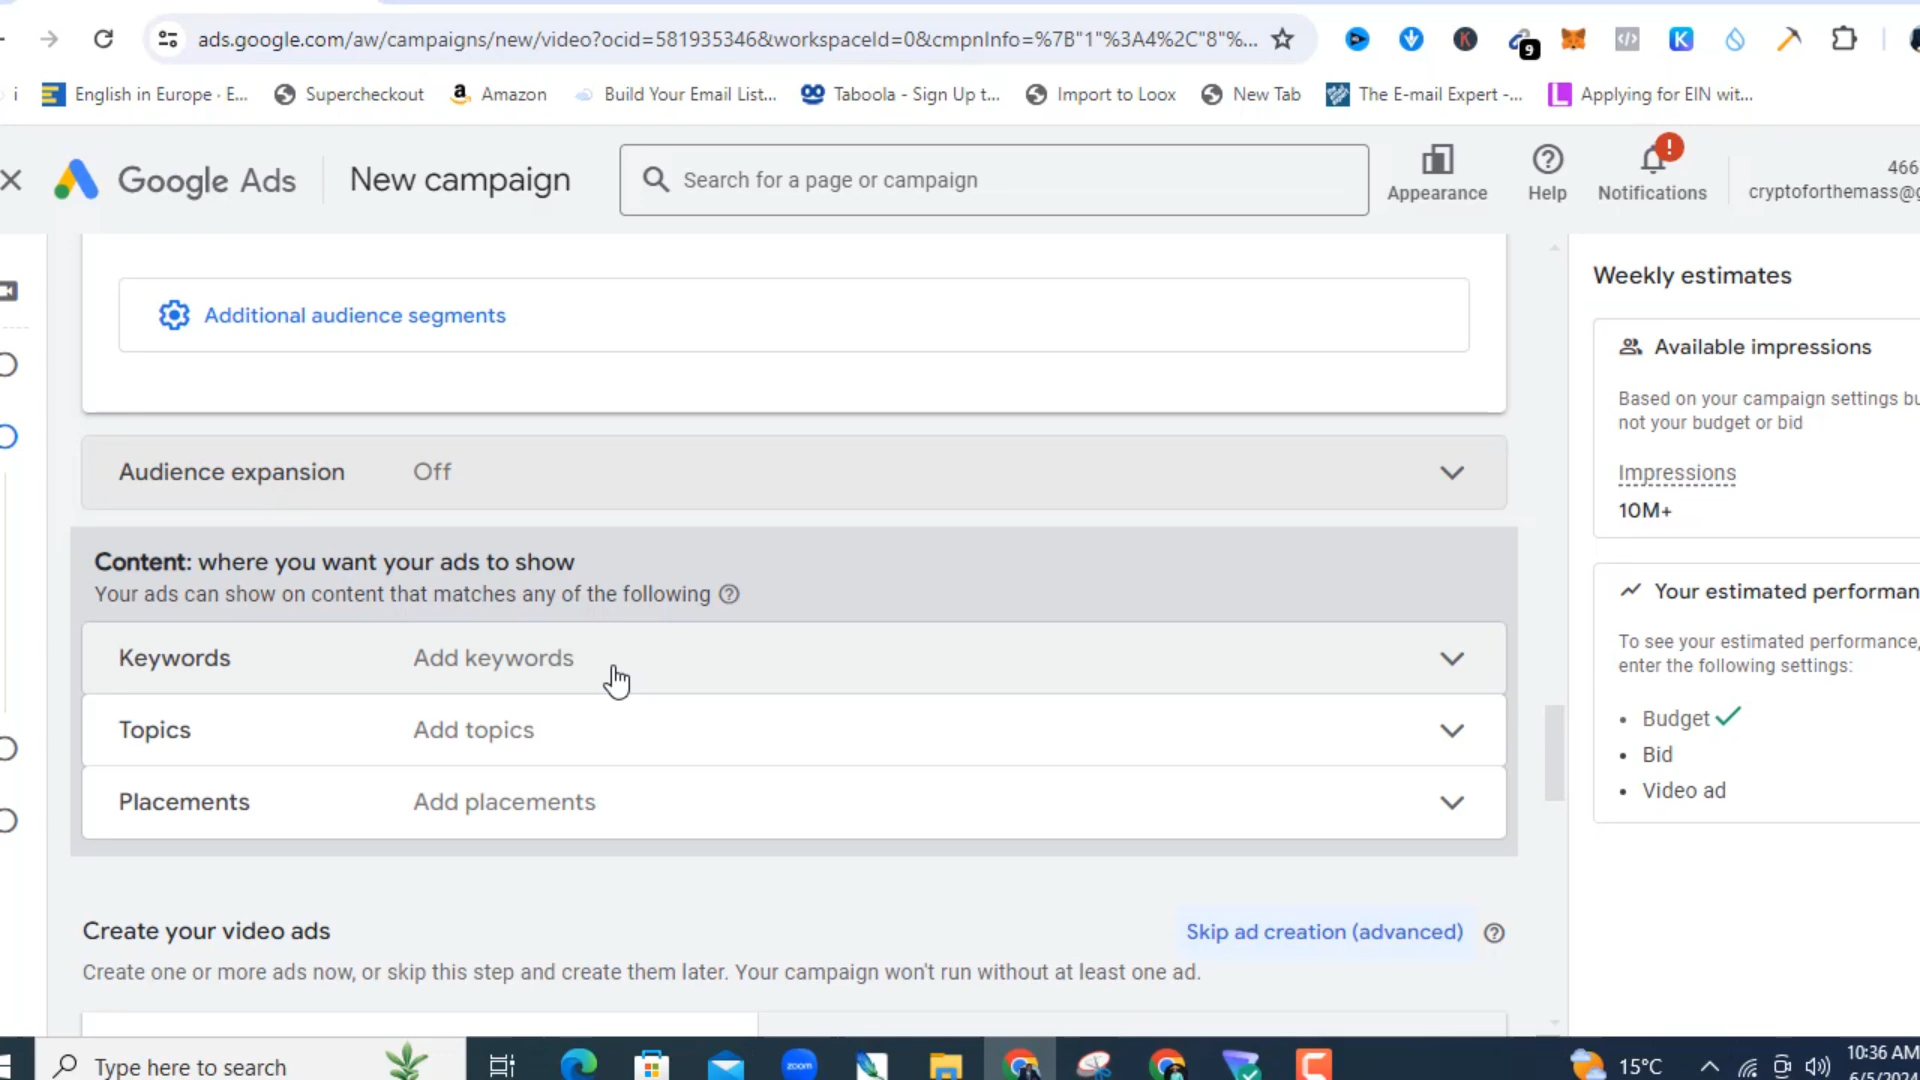 ads.google.com/aw/campaigns/new/video?ocid=581935346&workspaceId=0&cmpnInfo=%7B"1"%3A4%2C"8"%...
9
i English in Europe · E... Supercheckout Amazon Build Your Email List... Taboola - Sign Up t... Import to Loox New Tab The E-mail Expert -... Applying for EIN wit...
Google Ads New campaign Search for a page or campaign Appearance Help Notifications
466
cryptoforthemass@g
Additional audience segments
Audience expansion Off
Content: where you want your ads to show
Your ads can show on content that matches any of the following
Keywords Add keywords
Topics Add topics
Placements Add placements
Create your video ads Skip ad creation (advanced)
Create one or more ads now, or skip this step and create them later. Your campaign won't run without at least one ad.
Weekly estimates
Available impressions
Based on your campaign settings bu
not your budget or bid
Impressions
10M+
Your estimated performan
To see your estimated performance,
enter the following settings:
• Budget
• Bid
• Video ad
Type here to search
zoom
15°C
10:36 AM
6/5/2024